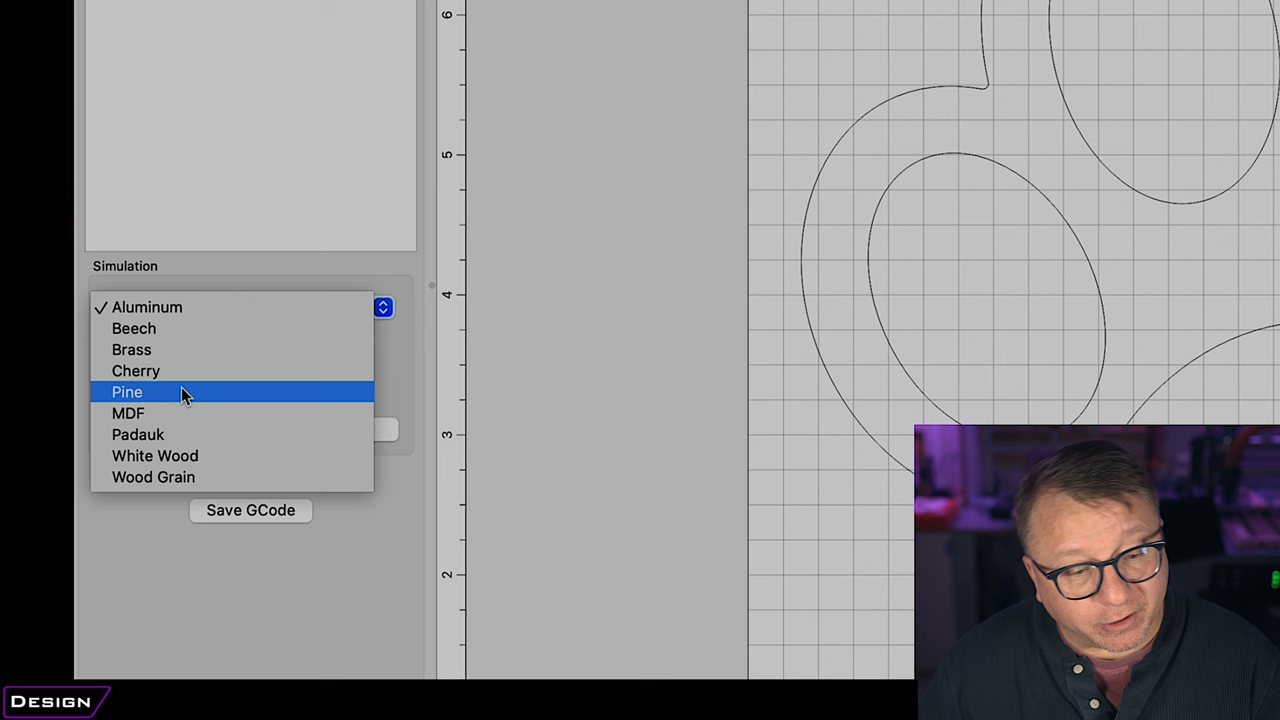 6
5
4
3
2
Simulation
✓ Aluminum
Beech
Brass
Cherry
Pine
MDF
Padauk
White Wood
Wood Grain
Save GCode
DESIGN